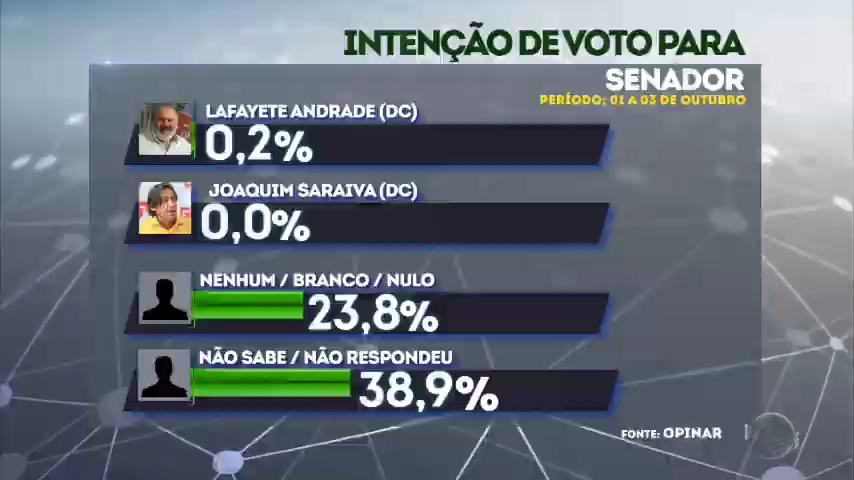 INTENÇÃO DE VOTO PARA
SENADOR
PERÍODO: 01 A 03 DE OUTUBRO
LAFAYETE ANDRADE (DC)
0,2%
JOAQUIM SARAIVA (DC)
0,0%
NENHUM / BRANCO / NULO
23,8%
NÃO SABE / NÃO RESPONDEU
38,9%
FONTE: OPINAR